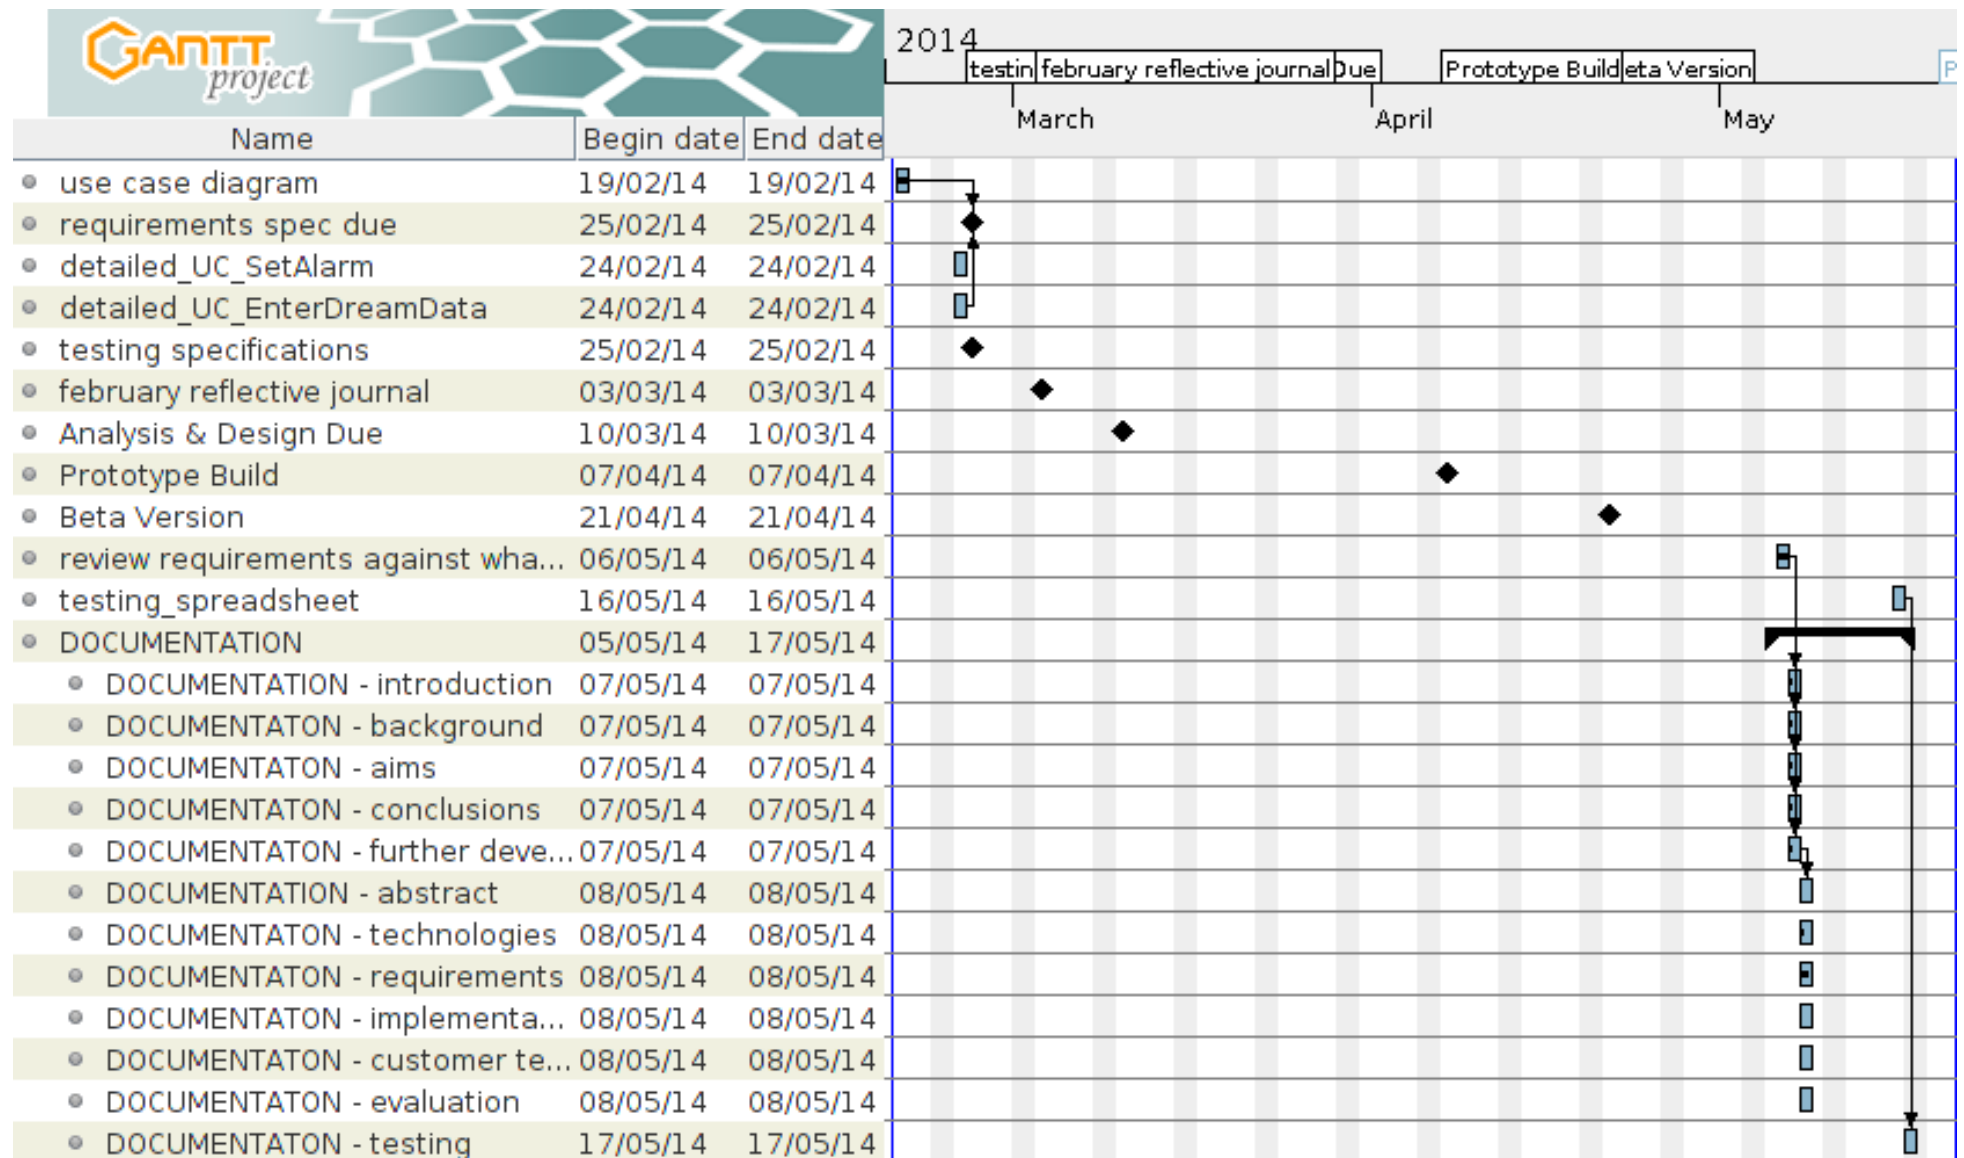 GANTT
project
2014
testin february reflective journal Due Prototype Build eta Version P
March April May
Name Begin date End date
use case diagram 19/02/14 19/02/14
requirements spec due 25/02/14 25/02/14
detailed_UC_SetAlarm 24/02/14 24/02/14
detailed_UC_EnterDreamData 24/02/14 24/02/14
testing specifications 25/02/14 25/02/14
february reflective journal 03/03/14 03/03/14
Analysis & Design Due 10/03/14 10/03/14
Prototype Build 07/04/14 07/04/14
Beta Version 21/04/14 21/04/14
review requirements against wha... 06/05/14 06/05/14
testing_spreadsheet 16/05/14 16/05/14
DOCUMENTATION 05/05/14 17/05/14
DOCUMENTATION - introduction 07/05/14 07/05/14
DOCUMENTATON - background 07/05/14 07/05/14
DOCUMENTATON - aims 07/05/14 07/05/14
DOCUMENTATON - conclusions 07/05/14 07/05/14
DOCUMENTATON - further deve... 07/05/14 07/05/14
DOCUMENTATION - abstract 08/05/14 08/05/14
DOCUMENTATON - technologies 08/05/14 08/05/14
DOCUMENTATON - requirements 08/05/14 08/05/14
DOCUMENTATON - implementa... 08/05/14 08/05/14
DOCUMENTATON - customer te... 08/05/14 08/05/14
DOCUMENTATON - evaluation 08/05/14 08/05/14
DOCUMENTATON - testing 17/05/14 17/05/14